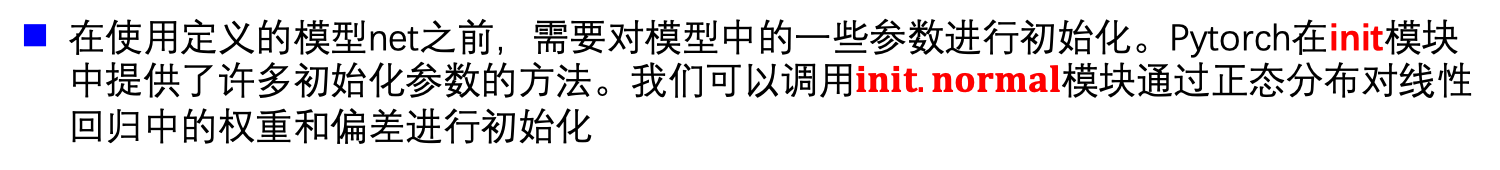 在使用定义的模型net之前，需要对模型中的一些参数进行初始化。Pytorch在init模块
中提供了许多初始化参数的方法。我们可以调用init. normal模块通过正态分布对线性
回归中的权重和偏差进行初始化